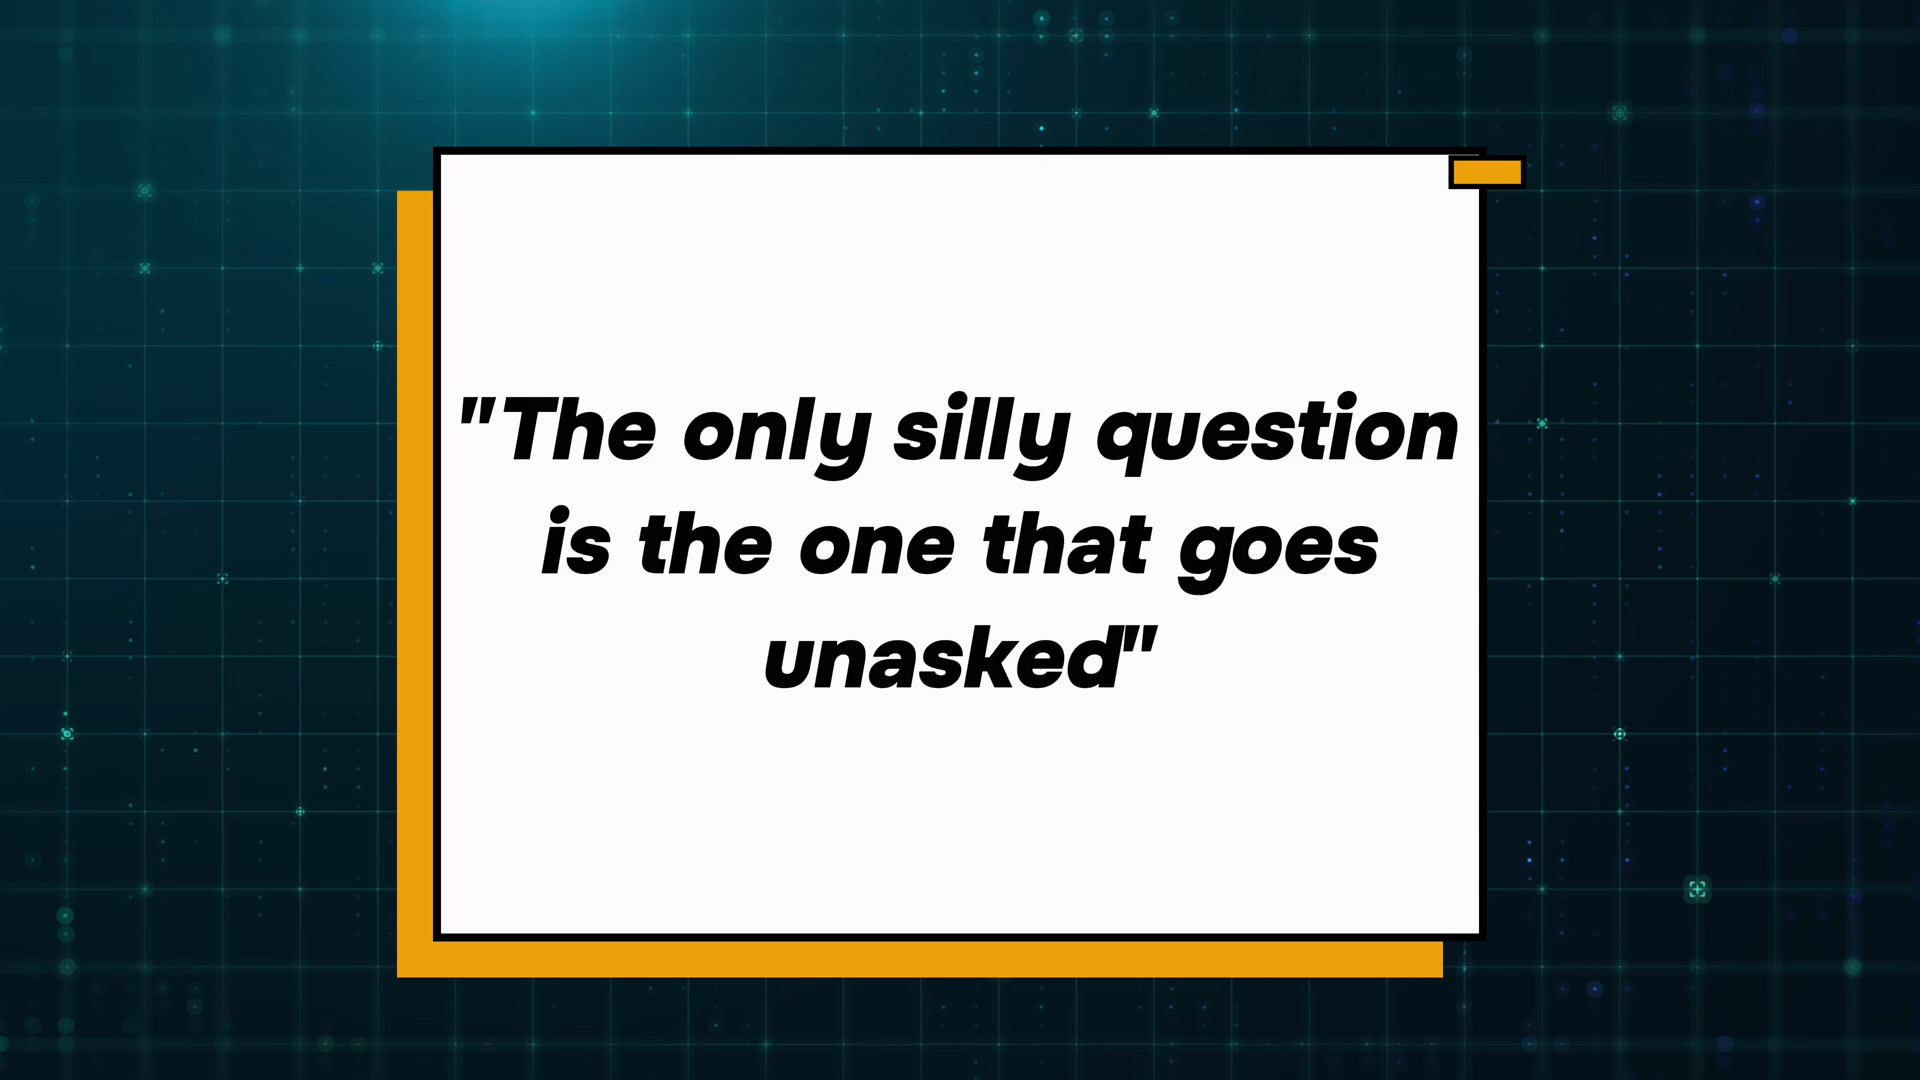 "The only silly question
is the one that goes
unasked"